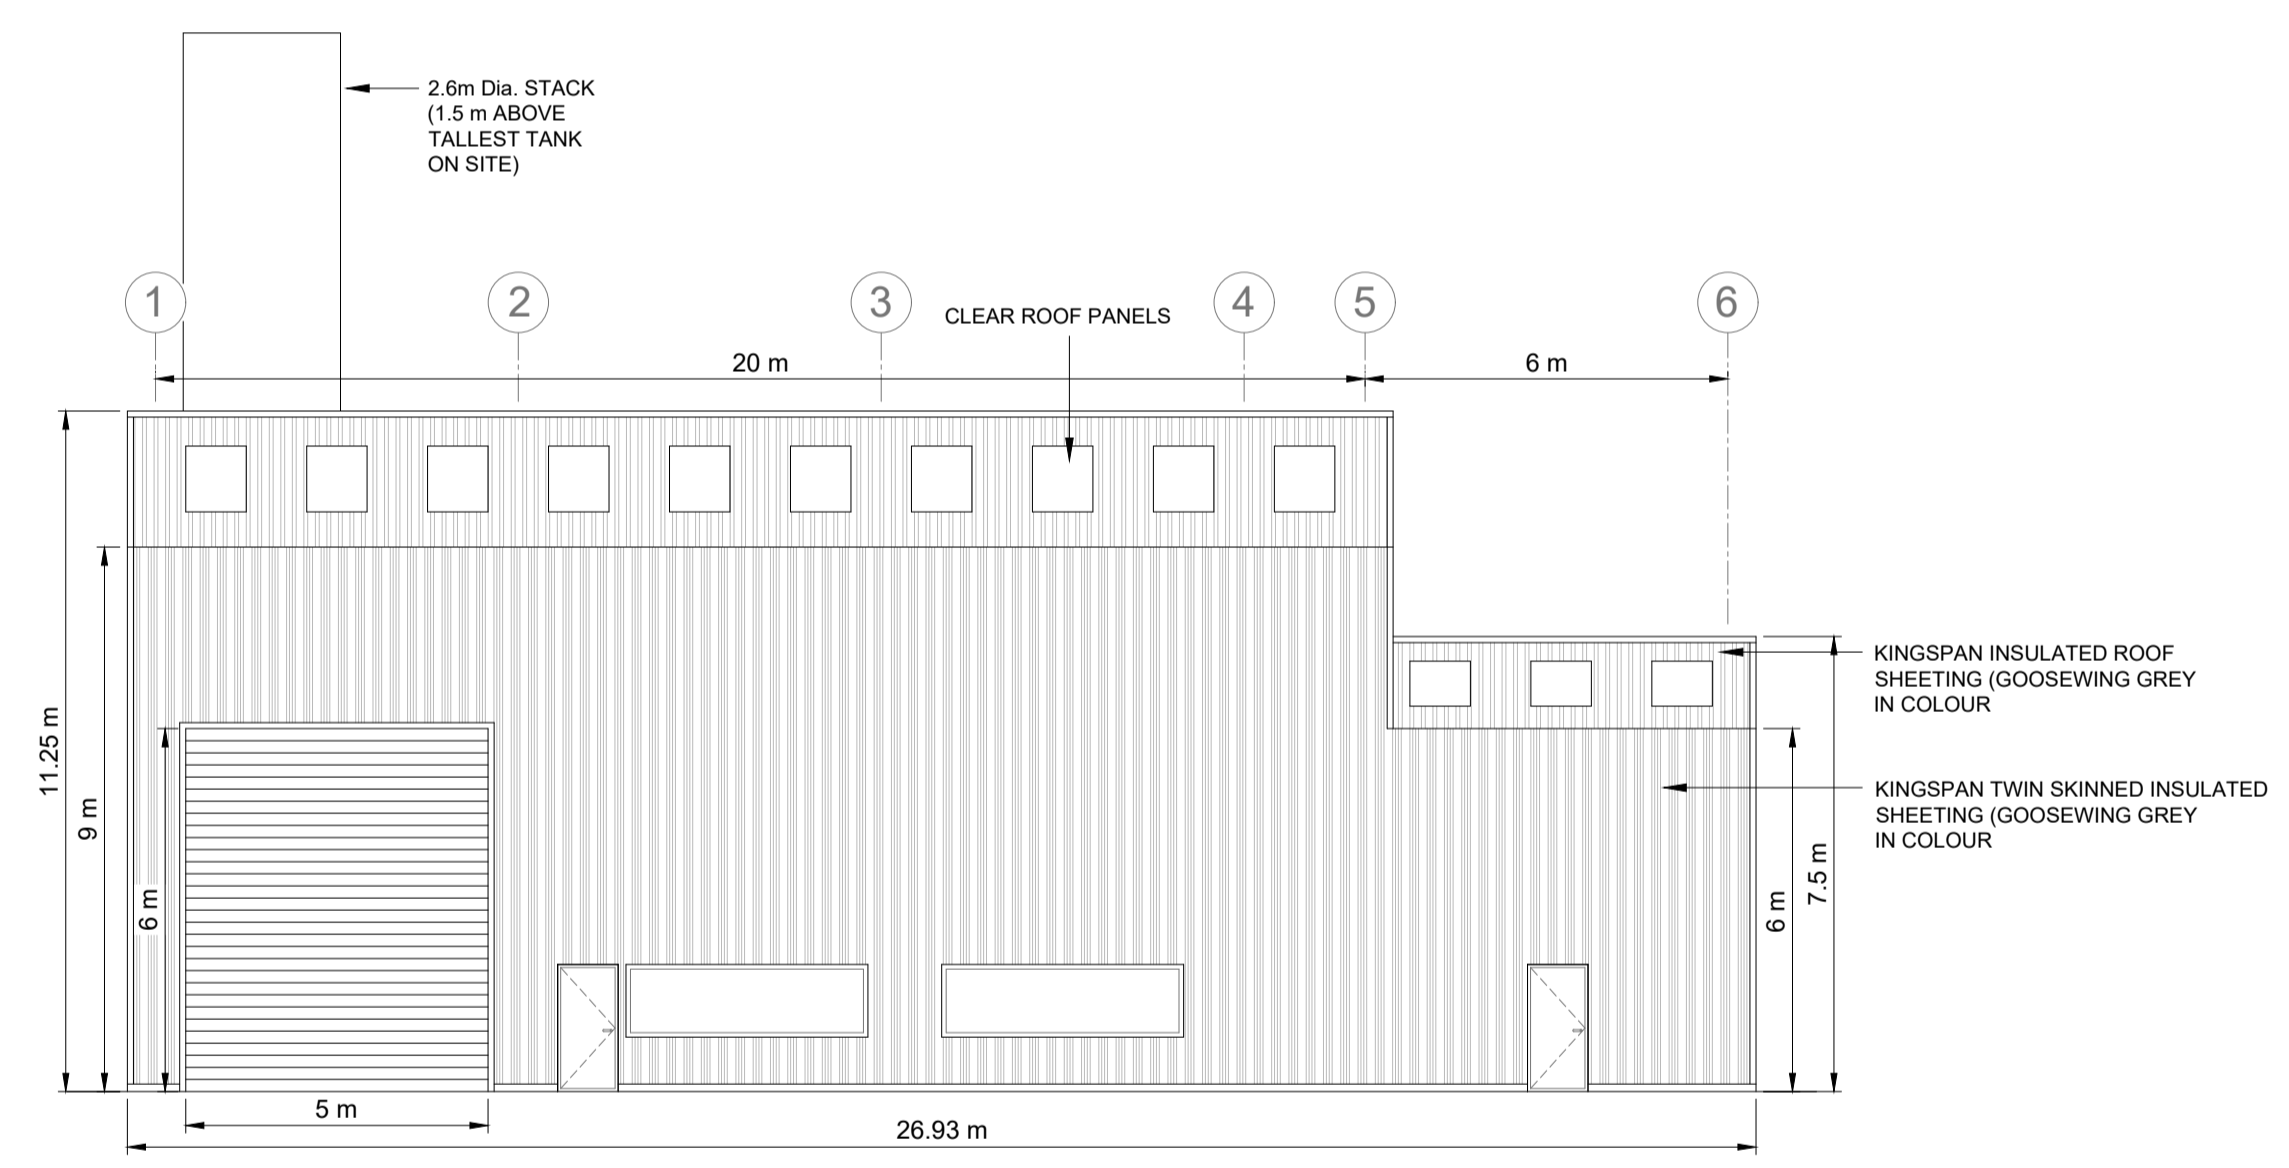 2.6m Dia. STACK
(1.5 m ABOVE
TALLEST TANK
ON SITE)
1
2
3
4
5
6
CLEAR ROOF PANELS
20 m
6 m
KINGSPAN INSULATED ROOF
SHEETING (GOOSEWING GREY
IN COLOUR
KINGSPAN TWIN SKINNED INSULATED
SHEETING (GOOSEWING GREY
IN COLOUR
11.25 m
9 m
6 m
6 m
7.5 m
5 m
26.93 m